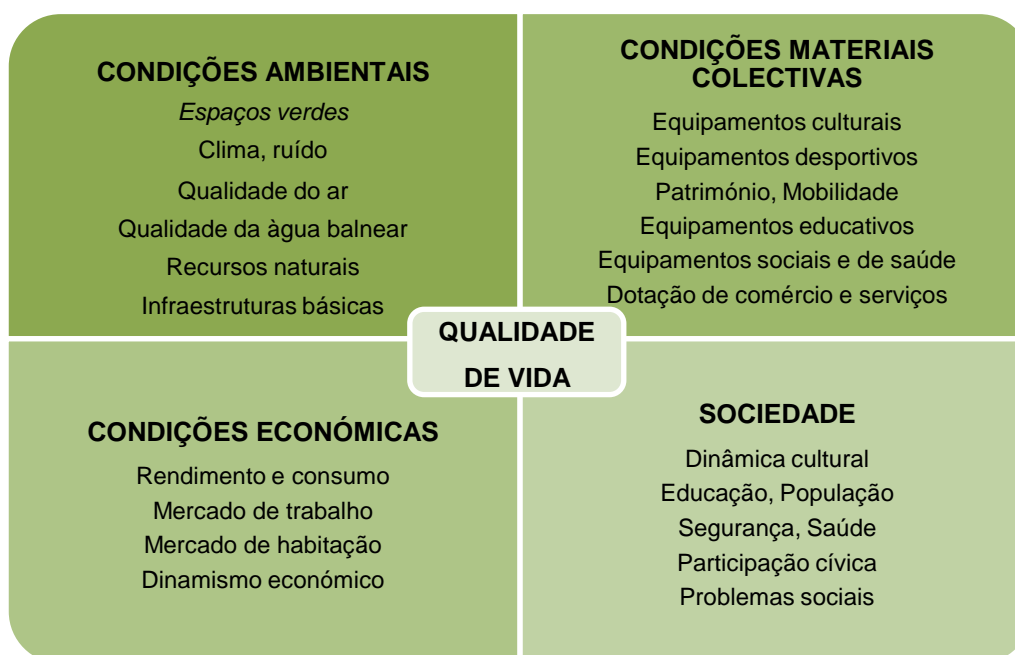 CONDIÇÕES AMBIENTAIS
Espaços verdes
Clima, ruído
Qualidade do ar
Qualidade da àgua balnear
Recursos naturais
Infraestruturas básicas
CONDIÇÕES MATERIAIS
COLECTIVAS
Equipamentos culturais
Equipamentos desportivos
Património, Mobilidade
Equipamentos educativos
Equipamentos sociais e de saúde
Dotação de comércio e serviços
QUALIDADE
DE VIDA
CONDIÇÕES ECONÓMICAS
Rendimento e consumo
Mercado de trabalho
Mercado de habitação
Dinamismo económico
SOCIEDADE
Dinâmica cultural
Educação, População
Segurança, Saúde
Participação cívica
Problemas sociais